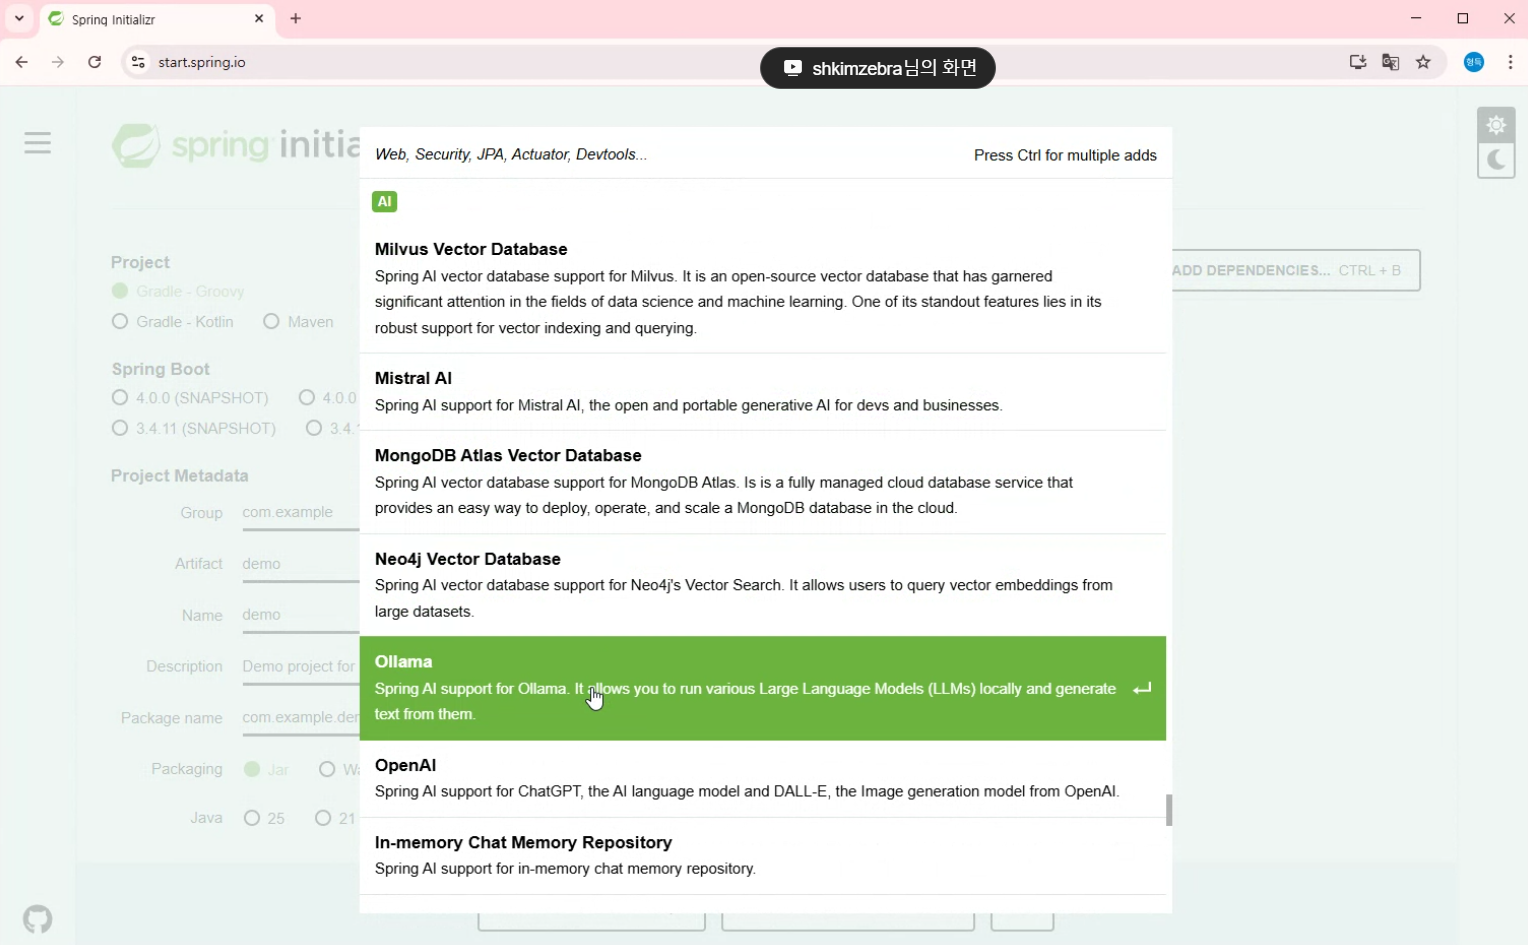 Spring Initializr
start.spring.io
shkimzebra님의 화면
형득
spring initia
Web, Security, JPA, Actuator, Devtools...
Press Ctrl for multiple adds
AI
Milvus Vector Database
Spring AI vector database support for Milvus. It is an open-source vector database that has garnered
significant attention in the fields of data science and machine learning. One of its standout features lies in its
robust support for vector indexing and querying.
Mistral AI
Spring AI support for Mistral AI, the open and portable generative AI for devs and businesses.
MongoDB Atlas Vector Database
Spring AI vector database support for MongoDB Atlas. Is is a fully managed cloud database service that
provides an easy way to deploy, operate, and scale a MongoDB database in the cloud.
Neo4j Vector Database
Spring AI vector database support for Neo4j's Vector Search. It allows users to query vector embeddings from
large datasets.
Ollama
Spring AI support for Ollama. It allows you to run various Large Language Models (LLMs) locally and generate
text from them.
OpenAI
Spring AI support for ChatGPT, the AI language model and DALL-E, the Image generation model from OpenAI.
In-memory Chat Memory Repository
Spring AI support for in-memory chat memory repository.
Project
Gradle - Groovy
Gradle - Kotlin Maven
Spring Boot
4.0.0 (SNAPSHOT) 4.0.0
3.4.11 (SNAPSHOT) 3.4.
Project Metadata
Group com.example
Artifact demo
Name demo
Description Demo project for
Package name com.example.der
Packaging Jar Wa
Java 25 21
ADD DEPENDENCIES... CTRL + B